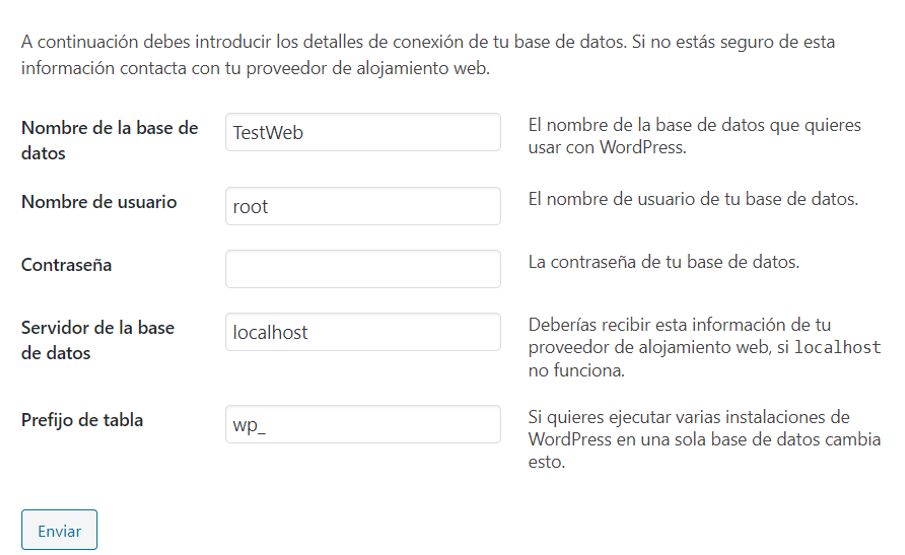 A continuación debes introducir los detalles de conexión de tu base de datos. Si no estás seguro de esta
información contacta con tu proveedor de alojamiento web.
Nombre de la base de
datos
TestWeb
El nombre de la base de datos que quieres
usar con WordPress.
Nombre de usuario
root
El nombre de usuario de tu base de datos.
Contraseña
La contraseña de tu base de datos.
Servidor de la base
de datos
localhost
Deberías recibir esta información de tu
proveedor de alojamiento web, si localhost
no funciona.
Prefijo de tabla
wp_
Si quieres ejecutar varias instalaciones de
WordPress en una sola base de datos cambia
esto.
Enviar